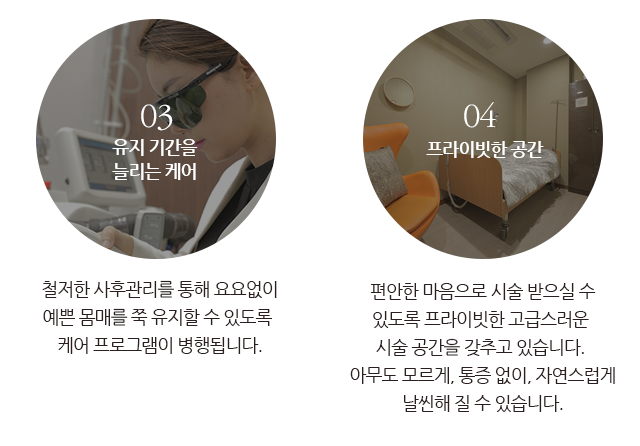 03
유지 기간을
늘리는 케어
철저한 사후관리를 통해 요요없이
예쁜 몸매를 쭉 유지할 수 있도록
케어 프로그램이 병행됩니다.
04
프라이빗한 공간
편안한 마음으로 시술 받으실 수
있도록 프라이빗한 고급스러운
시술 공간을 갖추고 있습니다.
아무도 모르게, 통증 없이, 자연스럽게
날씬해 질 수 있습니다.